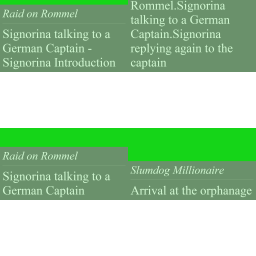 Raid on Rommel
Signorina talking to a
German Captain -
Signorina Introduction
Rommel.Signorina
talking to a German
Captain.Signorina
replying again to the
captain
Raid on Rommel
Signorina talking to a
German Captain
Slumdog Millionaire
Arrival at the orphanage